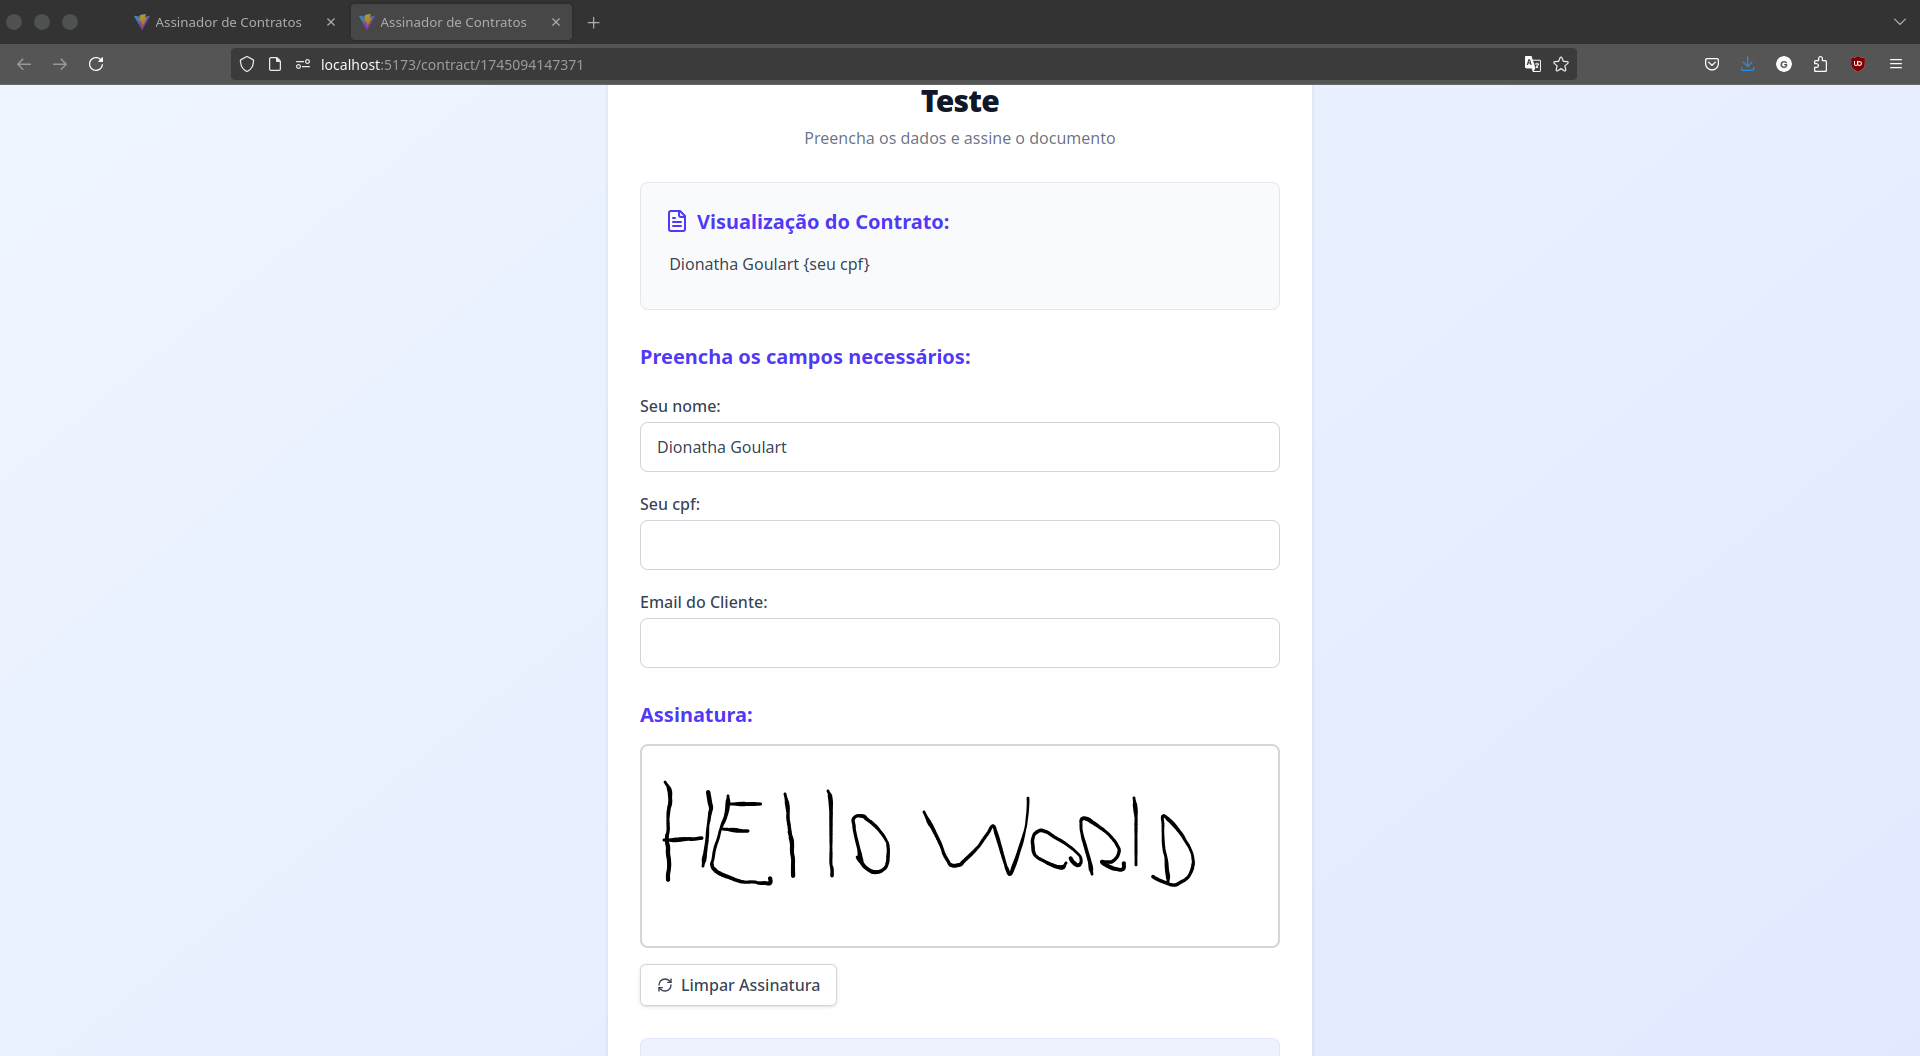 Assinador de Contratos
Assinador de Contratos
localhost:5173/contract/1745094147371
Teste
Preencha os dados e assine o documento
Visualização do Contrato:
Dionatha Goulart {seu cpf}
Preencha os campos necessários:
Seu nome:
Dionatha Goulart
Seu cpf:
Email do Cliente:
Assinatura:
HEllo WoRlD
Limpar Assinatura